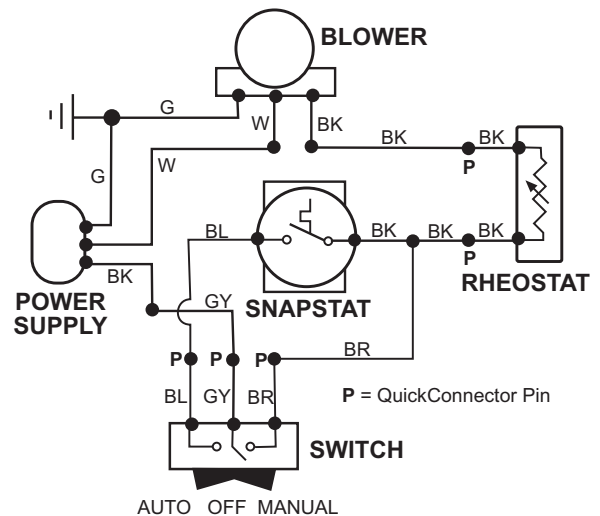 BLOWER
G
W
BK
BK
BK
P
G
W
BL
BK
BK
BK
P
BK
GY
SNAPSTAT
RHEOSTAT
POWER
SUPPLY
P
P
P
BR
BL
GY
BR
P = QuickConnector Pin
SWITCH
AUTO OFF MANUAL